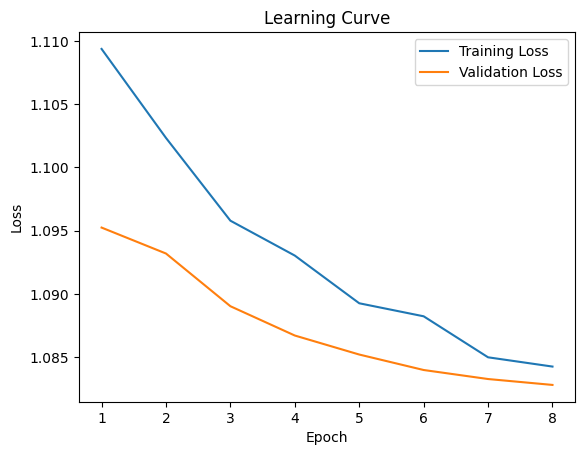 Learning Curve
Training Loss
Validation Loss
1.110
1.105
1.100
1.095
1.090
1.085
Loss
1 2 3 4 5 6 7 8
Epoch